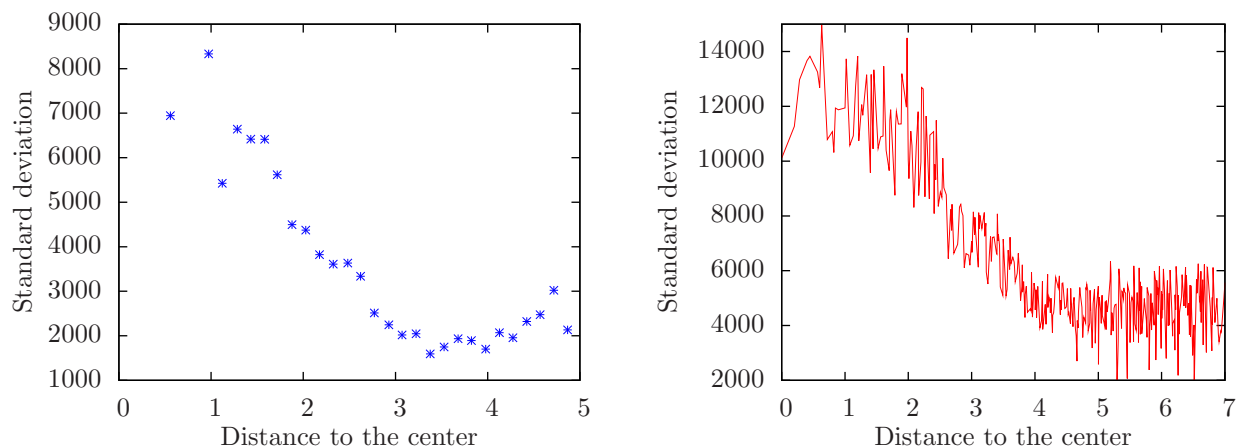 9000
8000
7000
6000
5000
4000
3000
2000
1000
0 1 2 3 4 5
Standard deviation
Distance to the center
14000
12000
10000
8000
6000
4000
2000
0 1 2 3 4 5 6 7
Standard deviation
Distance to the center